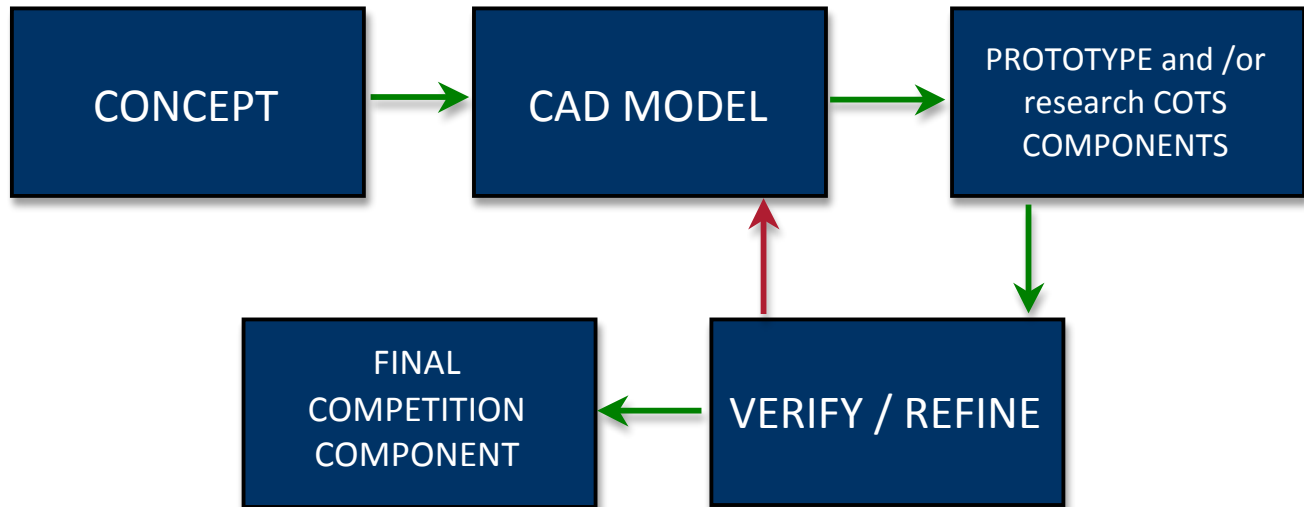 CONCEPT
CAD MODEL
PROTOTYPE and /or
research COTS
COMPONENTS
FINAL
COMPETITION
COMPONENT
VERIFY / REFINE